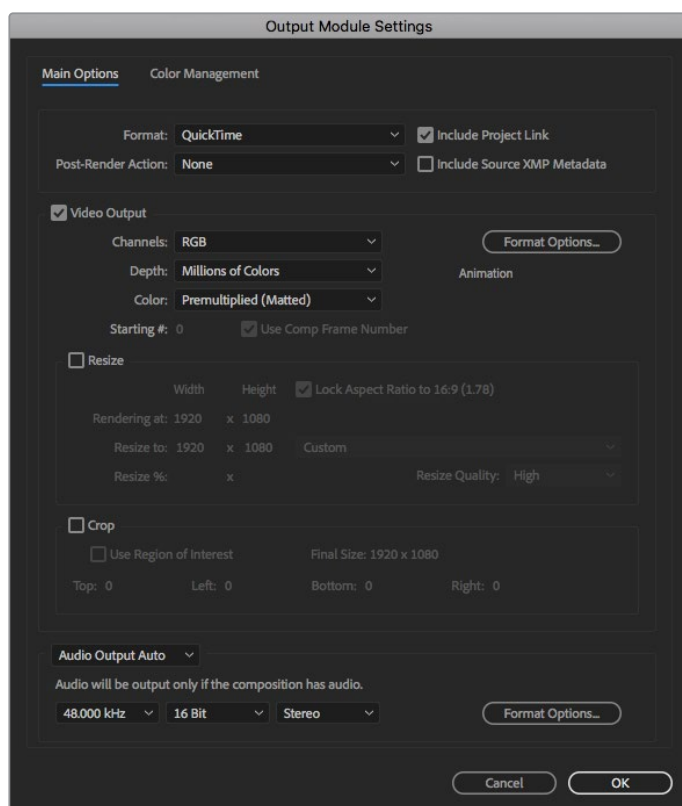 Output Module Settings
Main Options Color Management
Format: QuickTime Include Project Link
Post-Render Action: None Include Source XMP Metadata
Video Output
Channels: RGB Format Options...
Depth: Millions of Colors Animation
Color: Premultiplied (Matted)
Starting #: 0 Use Comp Frame Number
Resize
Width Height Lock Aspect Ratio to 16:9 (1.78)
Rendering at: 1920 x 1080
Resize to: 1920 x 1080 Custom
Resize %: x Resize Quality: High
Crop
Use Region of Interest Final Size: 1920 x 1080
Top: 0 Left: 0 Bottom: 0 Right: 0
Audio Output Auto
Audio will be output only if the composition has audio.
48.000 kHz 16 Bit Stereo Format Options...
Cancel OK